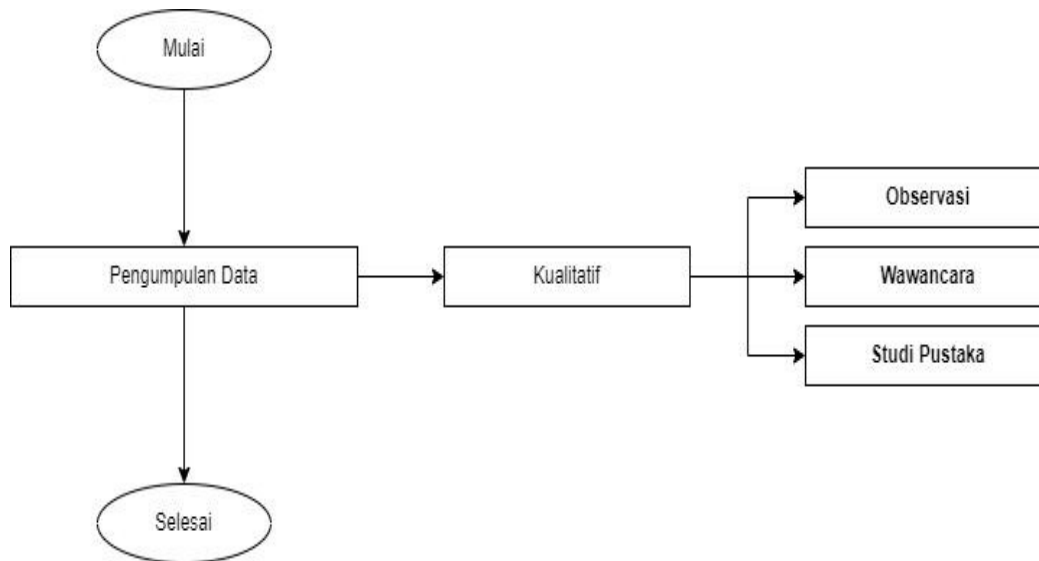 Mulai
Observasi
Pengumpulan Data
Kualitatif
Wawancara
Studi Pustaka
Selesai